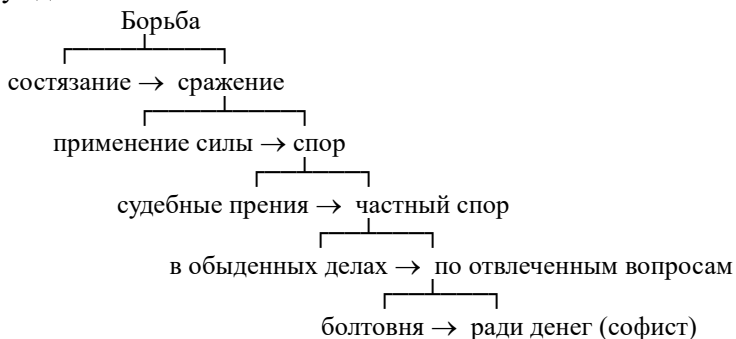 Борьба
состязание → сражение
применение силы → спор
судебные прения → частный спор
в обыденных делах → по отвлеченным вопросам
болтовня → ради денег (софист)